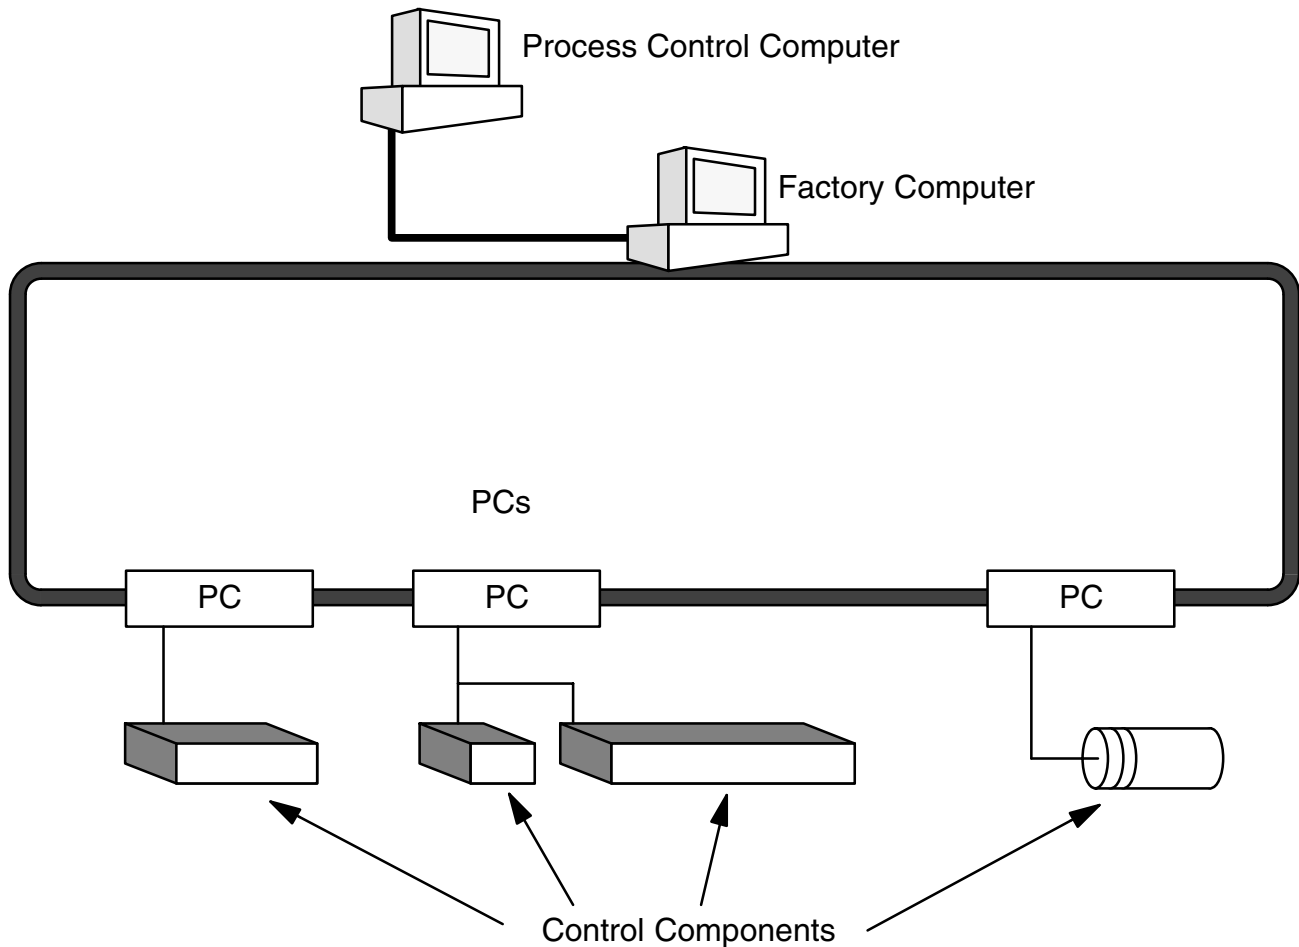 Process Control Computer
Factory Computer
PCs
PC
PC
PC
Control Components